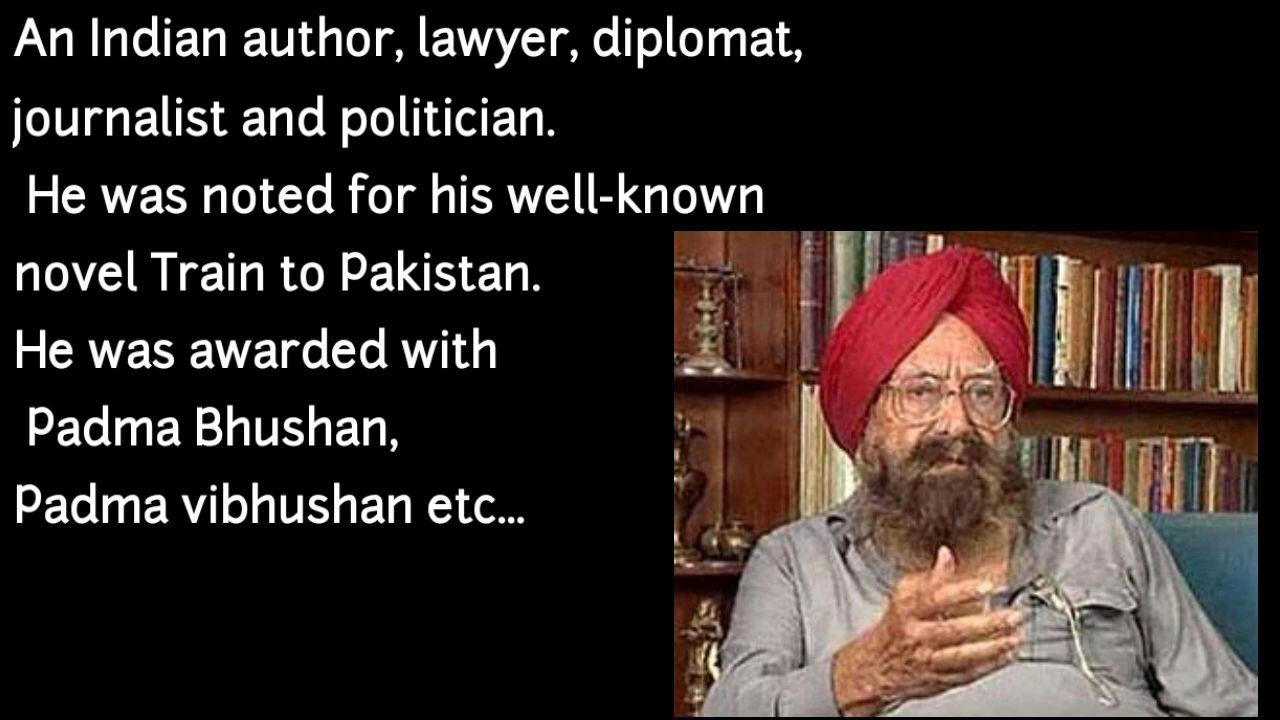 An Indian author, lawyer, diplomat,
journalist and politician.
He was noted for his well-known
novel Train to Pakistan.
He was awarded with
Padma Bhushan,
Padma vibhushan etc...